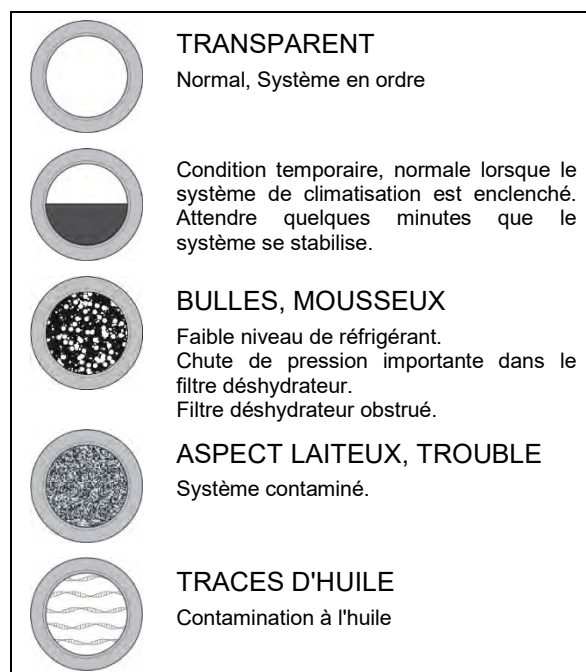 TRANSPARENT
Normal, Système en ordre
Condition temporaire, normale lorsque le
système de climatisation est enclenché.
Attendre quelques minutes que le
système se stabilise.
BULLES, MOUSSEUX
Faible niveau de réfrigérant.
Chute de pression importante dans le
filtre déshydrateur.
Filtre déshydrateur obstrué.
ASPECT LAITEUX, TROUBLE
Système contaminé.
TRACES D'HUILE
Contamination à l'huile